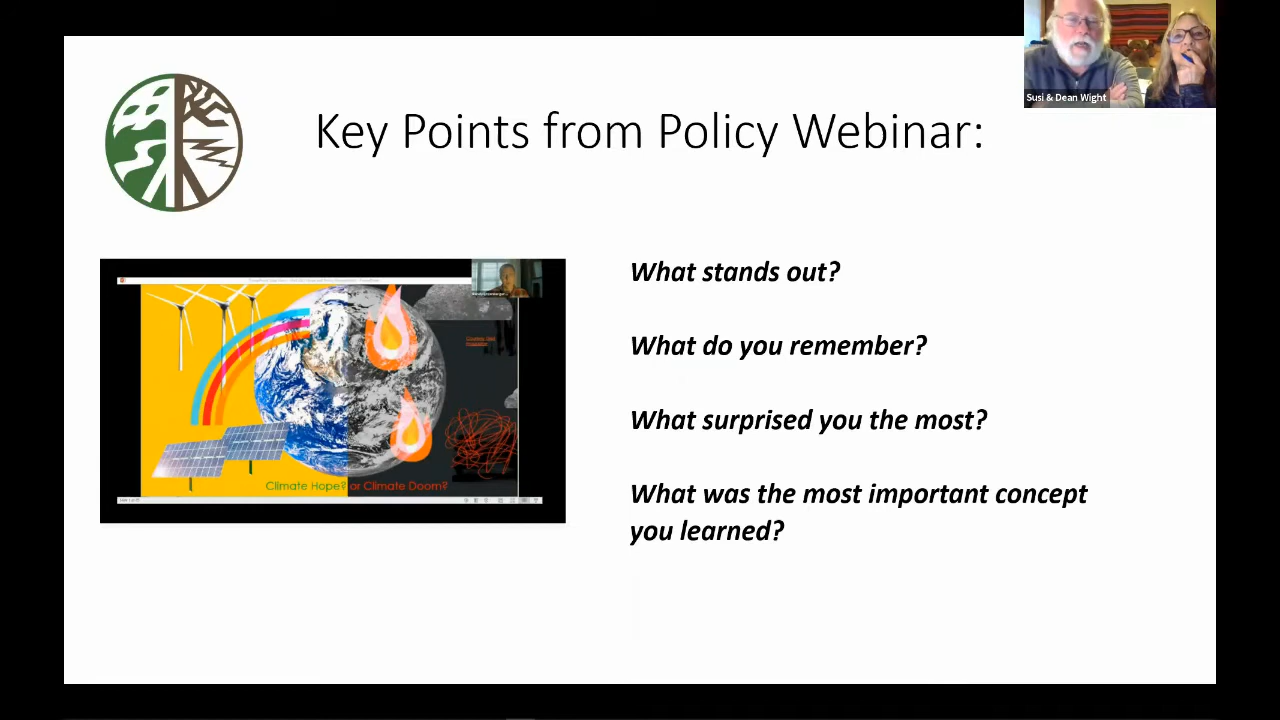 Susi & Dean Wight
Key Points from Policy Webinar:
What stands out?
What do you remember?
What surprised you the most?
What was the most important concept
you learned?
Climate Hope? or Climate Doom?